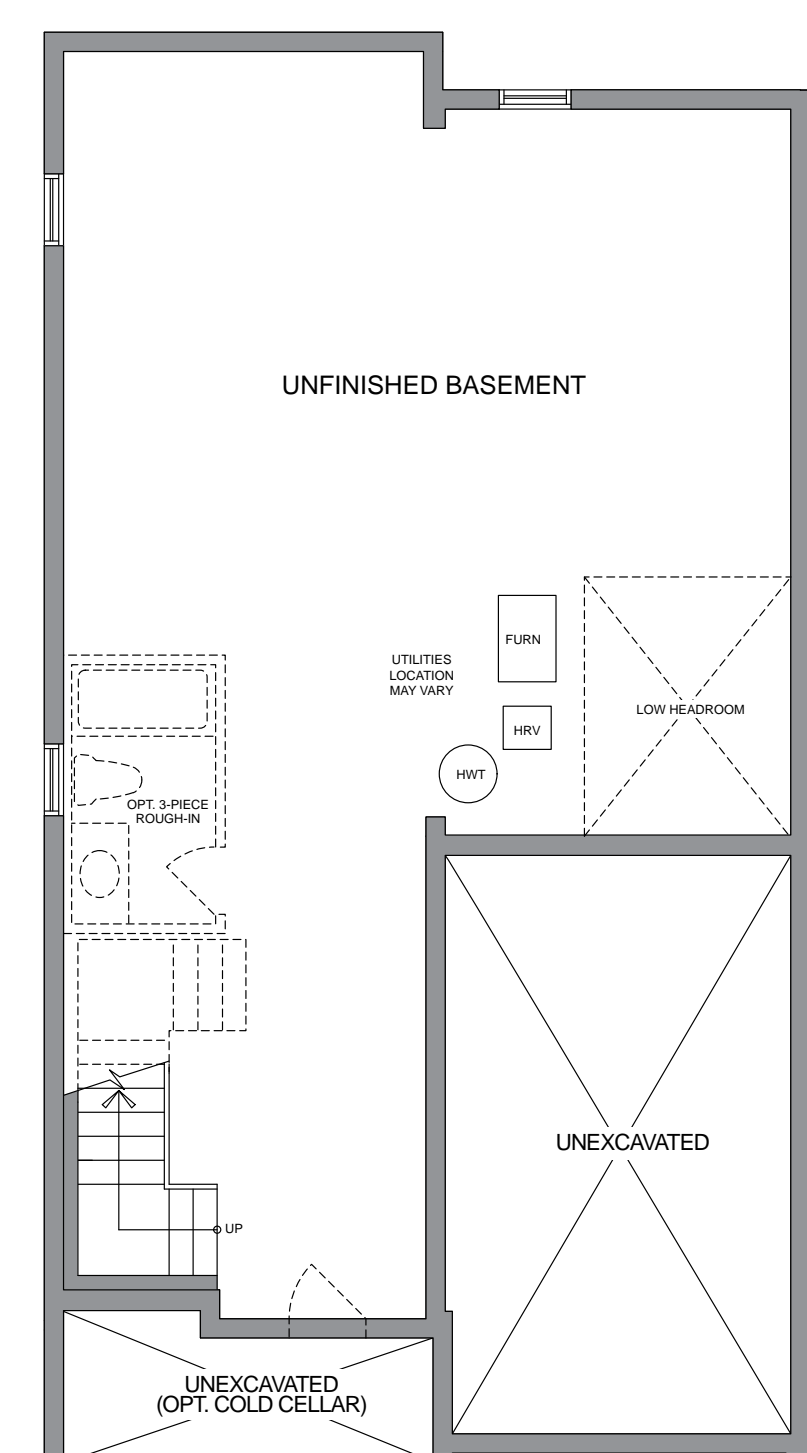 UNFINISHED BASEMENT
FURN
UTILITIES
LOCATION
MAY VARY
LOW HEADROOM
HRV
HWT
OPT. 3-PIECE
ROUGH-IN
UNEXCAVATED
UP
UNEXCAVATED
(OPT. COLD CELLAR)